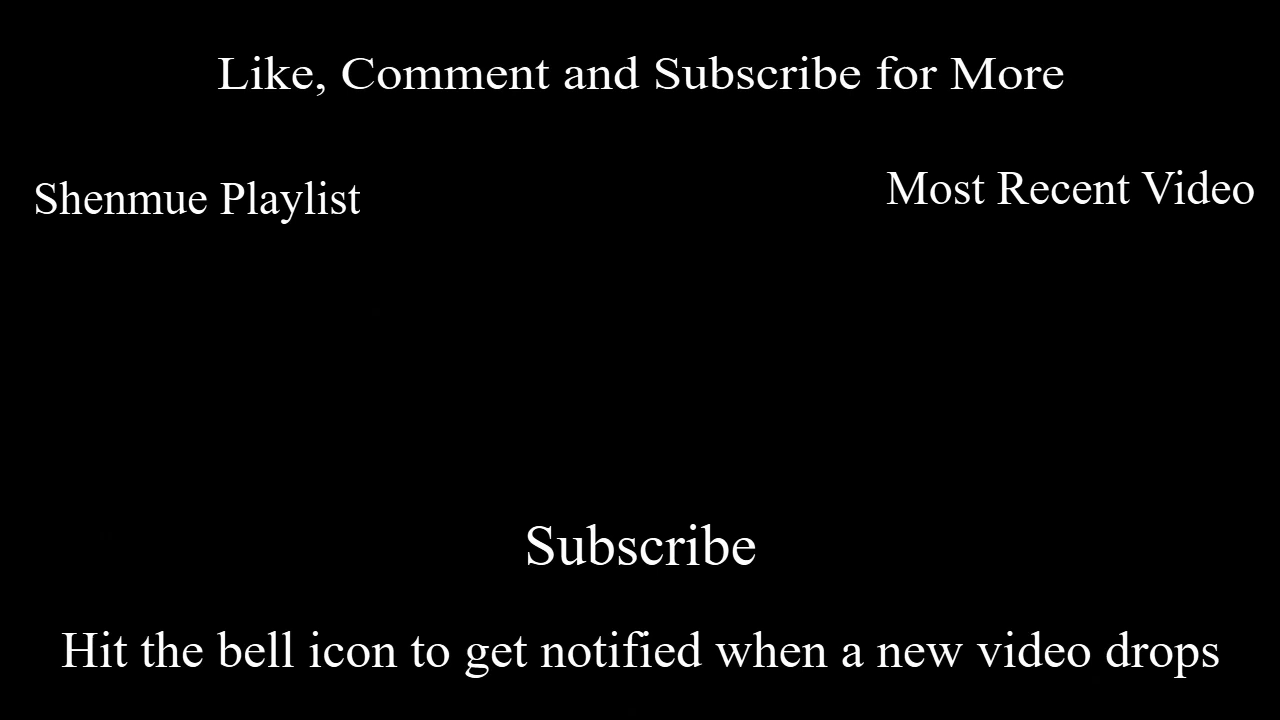 Like, Comment and Subscribe for More
Shenmue Playlist
Most Recent Video
Subscribe
Hit the bell icon to get notified when a new video drops